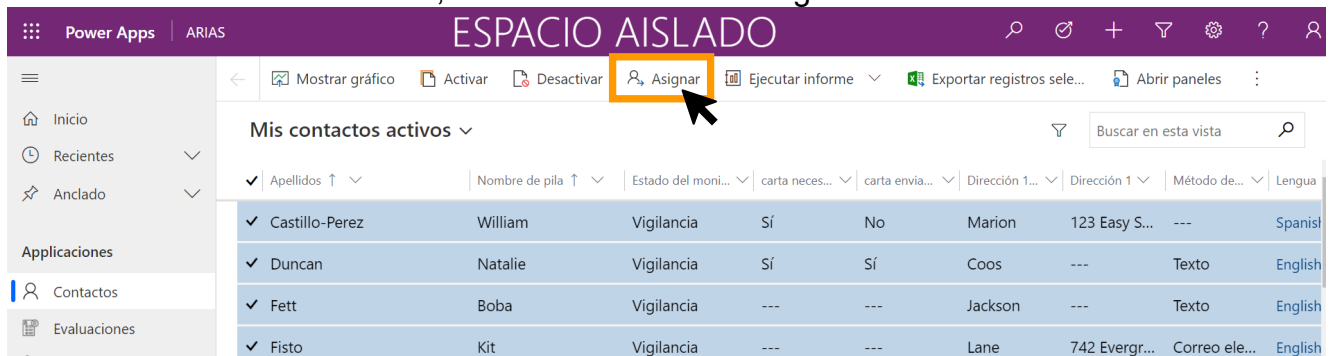 Power Apps ARIAS ESPACIO AISLADO ?
Mostrar gráfico Activar Desactivar Asignar Ejecutar informe Exportar registros sele... Abrir paneles
Inicio
Recientes
Anclado
Applicaciones
Contactos
Evaluaciones
Mis contactos activos Buscar en esta vista
Apellidos ↑ Nombre de pila ↑ Estado del moni... carta neces... carta envia... Dirección 1... Dirección 1 Método de... Lengua
Castillo-Perez William Vigilancia Sí No Marion 123 Easy S... --- Spanish
Duncan Natalie Vigilancia Sí Sí Coos --- Texto English
Fett Boba Vigilancia --- --- Jackson --- Texto English
Fisto Kit Vigilancia --- --- Lane 742 Evergr... Correo ele... English